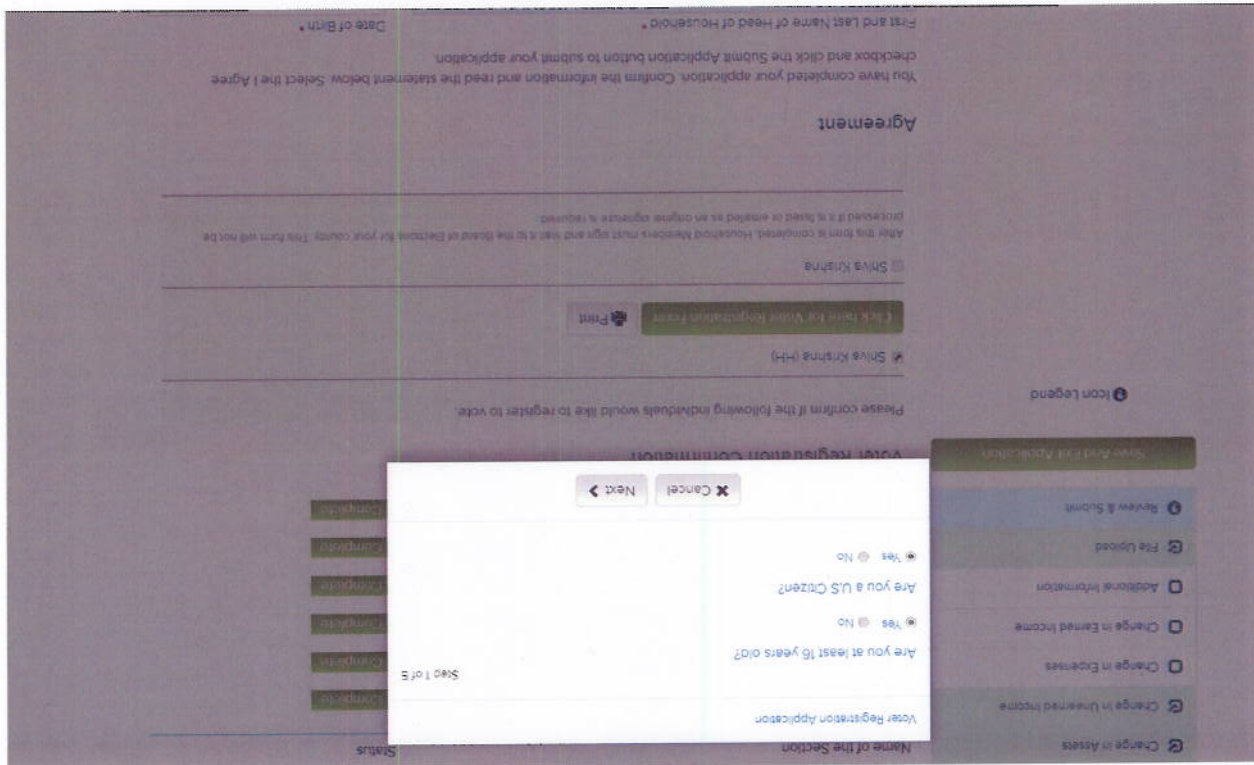 Name of the Section Status
Change in Assets
Change in Unearned Income
Change in Expenses
Change in Earned Income
Additional Information
File Upload
Review & Submit
Save And Exit Application
Icon Legend
Complete
Complete
Complete
Complete
Complete
Complete
Voter Registration Application
Step 1 of 5
Are you at least 16 years old?
Yes No
Are you a U.S Citizen?
Yes No
Cancel Next
Voter Registration Confirmation
Please confirm if the following individuals would like to register to vote.
Shiva Krishna (HH)
Click here for Voter Registration Form Print
Shiva Krishna
After this form is completed, Household Members must sign and mail it to the Board of Elections for your county. This form will not be
processed if it is faxed or emailed as an original signature is required.
Agreement
You have completed your application. Confirm the information and read the statement below. Select the I Agree
checkbox and click the Submit Application button to submit your application.
First and Last Name of Head of Household * Date of Birth *